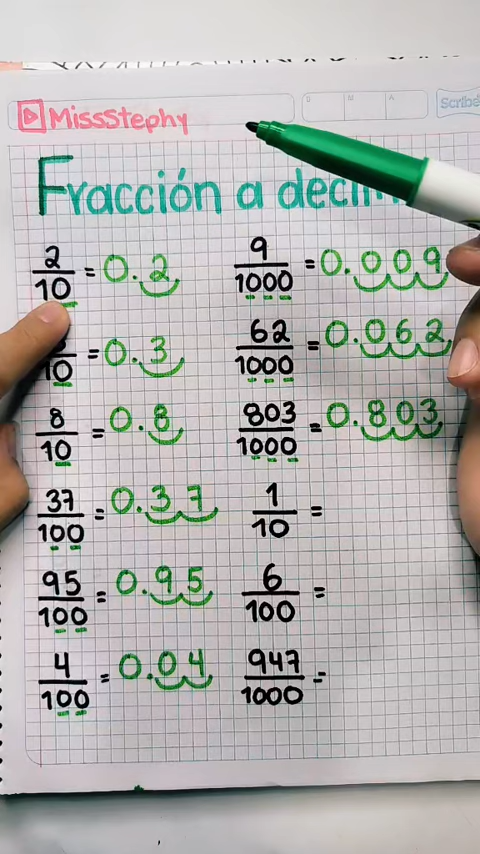 MissStephy
D M A
Scribe
Fracción a
2/10 = 0.2
/10 = 0.3
8/10 = 0.8
37/100 = 0.37
95/100 = 0.95
4/100 = 0.04
9/1000 = 0.009
62/1000 = 0.062
803/1000 = 0.803
1/10 =
6/100 =
947/1000 =